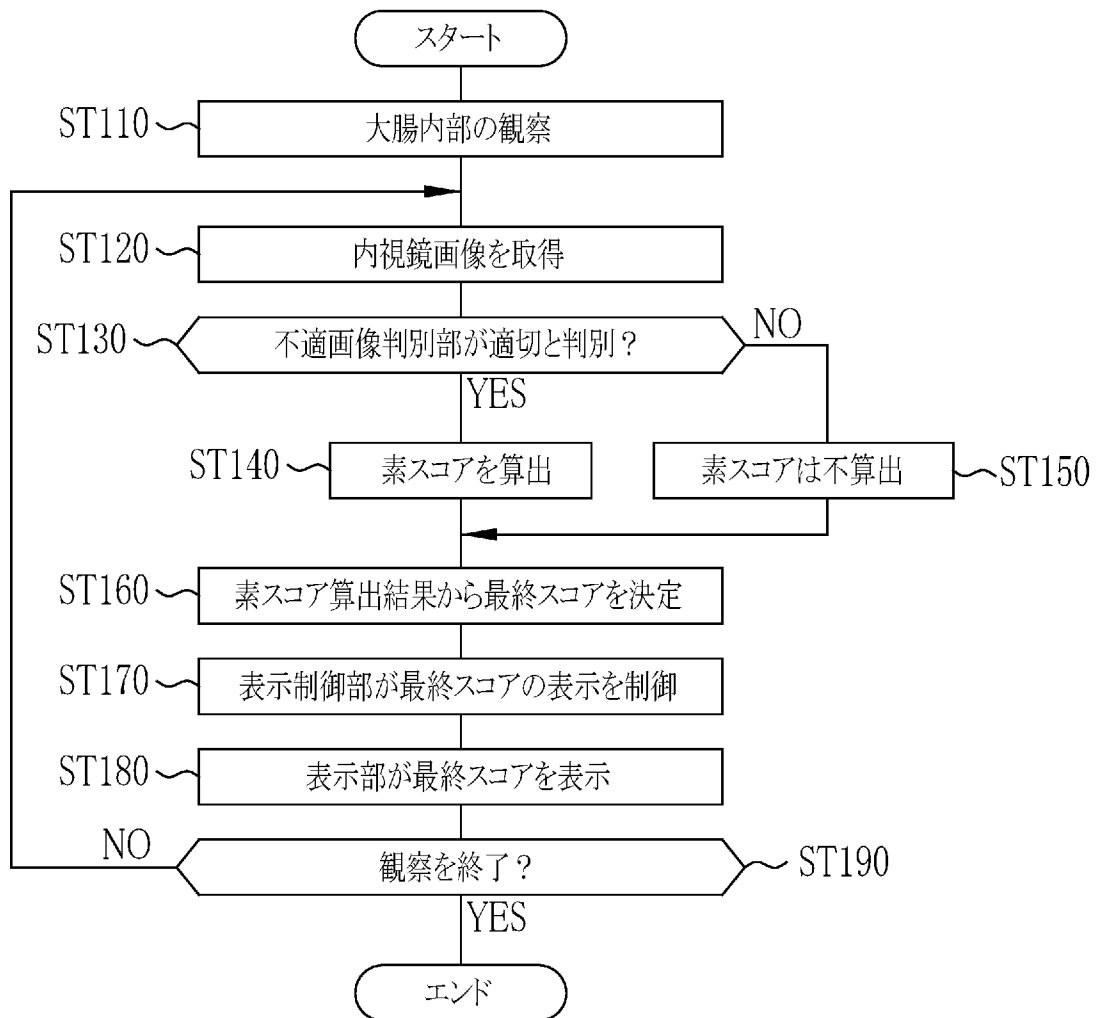 スタート
ST110
大腸内部の観察
ST120
内視鏡画像を取得
ST130
不適画像判別部が適切と判別？
NO
YES
ST140
素スコアを算出
素スコアは不算出
ST150
ST160
素スコア算出結果から最終スコアを決定
ST170
表示制御部が最終スコアの表示を制御
ST180
表示部が最終スコアを表示
NO
観察を終了？
ST190
YES
エンド